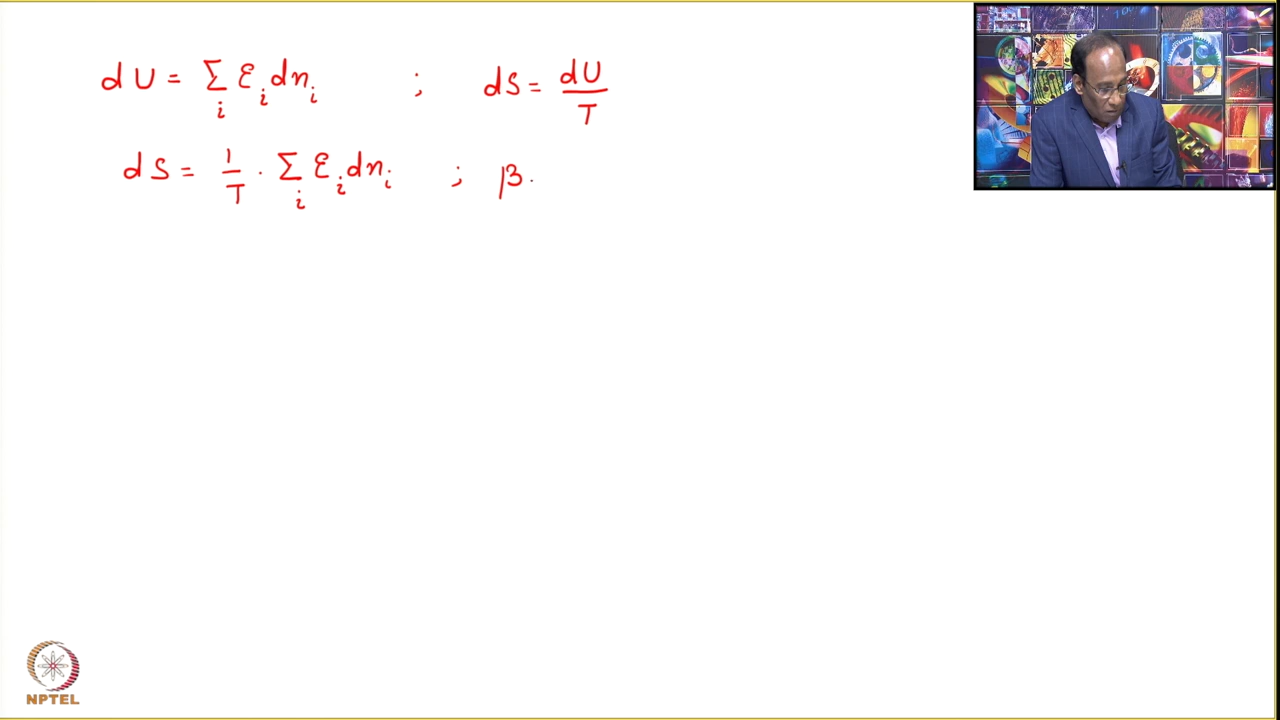 dU = Σ_i ε_i dn_i ; dS = dU/T
dS = 1/T · Σ_i ε_i dn_i ; β.
NPTEL